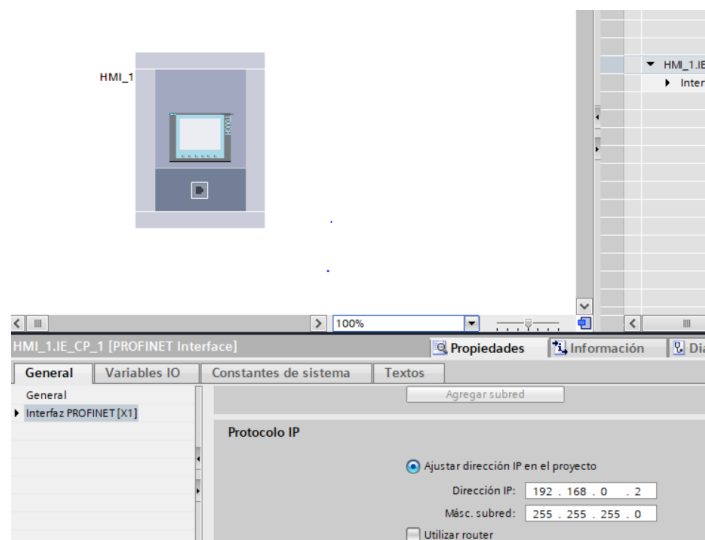 HMI_1
HMI_1.IE
Inter
100%
HMI_1.IE_CP_1 [PROFINET Interface]
Propiedades
Información
Dia
General
Variables IO
Constantes de sistema
Textos
General
Interfaz PROFINET [X1]
Agregar subred
Protocolo IP
Ajustar dirección IP en el proyecto
Dirección IP: 192 . 168 . 0 . 2
Másc. subred: 255 . 255 . 255 . 0
Utilizar router